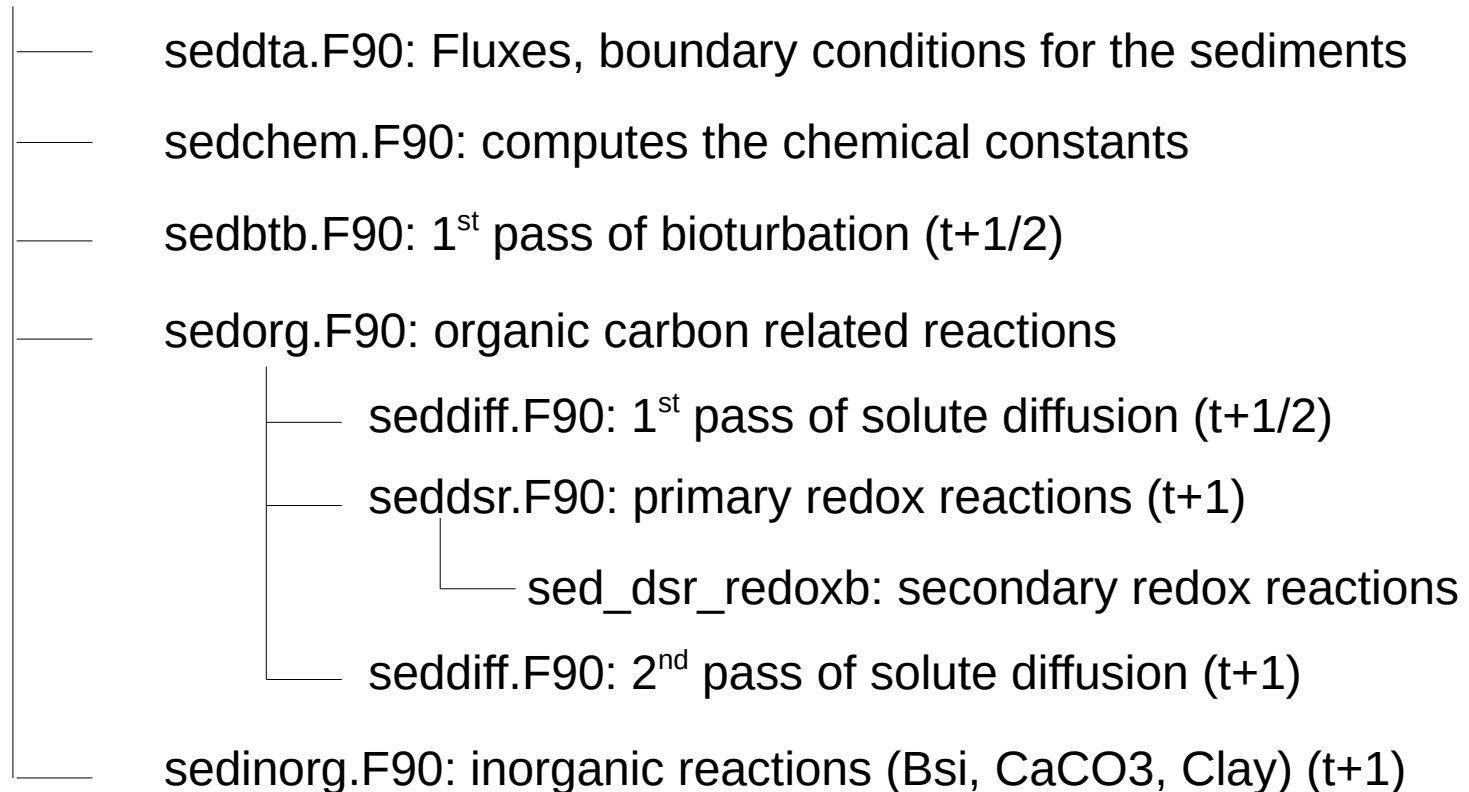 seddta.F90: Fluxes, boundary conditions for the sediments
sedchem.F90: computes the chemical constants
sedbtb.F90: 1st pass of bioturbation (t+1/2)
sedorg.F90: organic carbon related reactions
seddiff.F90: 1st pass of solute diffusion (t+1/2)
seddsr.F90: primary redox reactions (t+1)
sed_dsr_redoxb: secondary redox reactions
seddiff.F90: 2nd pass of solute diffusion (t+1)
sedinorg.F90: inorganic reactions (Bsi, CaCO3, Clay) (t+1)